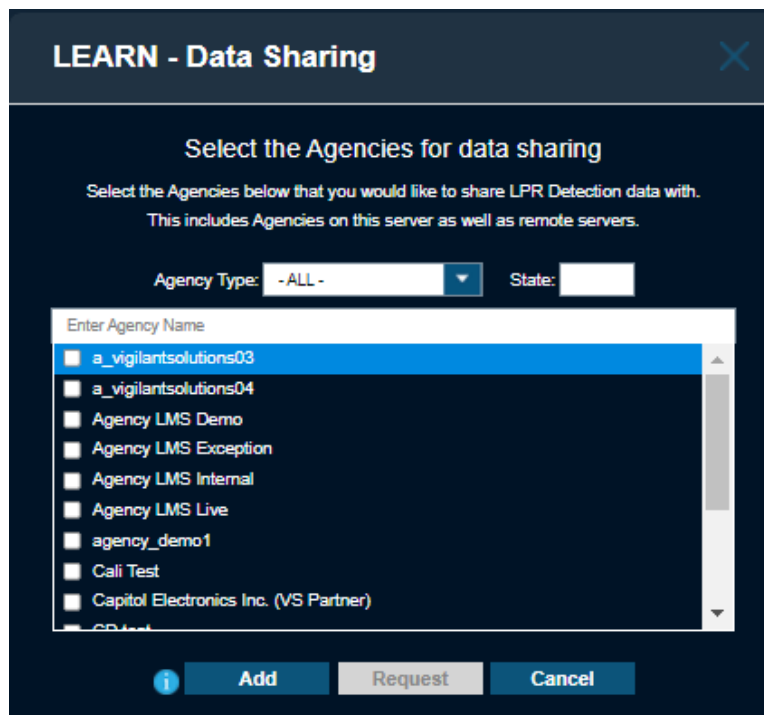 LEARN - Data Sharing
Select the Agencies for data sharing
Select the Agencies below that you would like to share LPR Detection data with.
This includes Agencies on this server as well as remote servers.
Agency Type: - ALL - State:
Enter Agency Name
a_vigilantsolutions03
a_vigilantsolutions04
Agency LMS Demo
Agency LMS Exception
Agency LMS Internal
Agency LMS Live
agency_demo1
Cali Test
Capitol Electronics Inc. (VS Partner)
Add Request Cancel